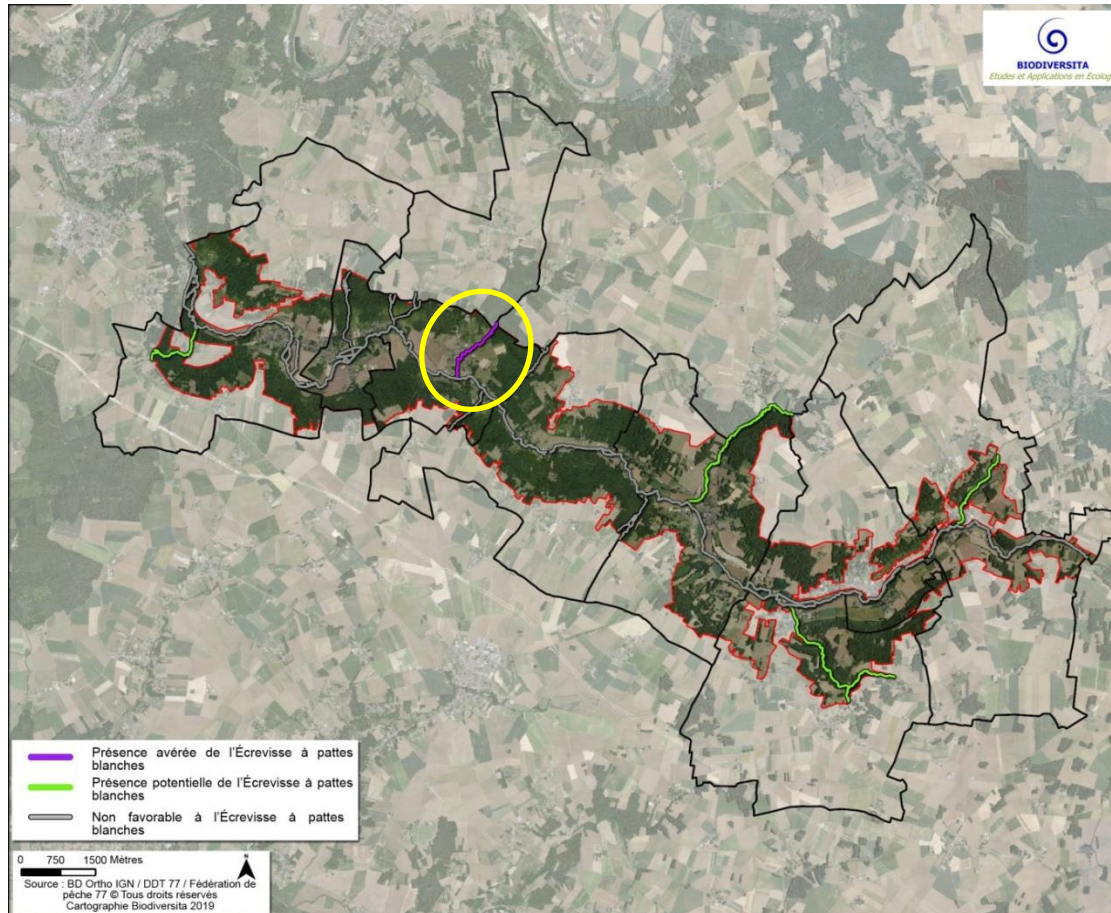 BIODIVERSITA
Etudes et Applications en Ecolog
Présence avérée de l'Écrevisse à pattes
blanches
Présence potentielle de l'Écrevisse à pattes
blanches
Non favorable à l'Écrevisse à pattes
blanches
0 750 1500 Mètres
N
Source : BD Ortho IGN / DDT 77 / Fédération de
pêche 77 © Tous droits réservés
Cartographie Biodiversita 2019